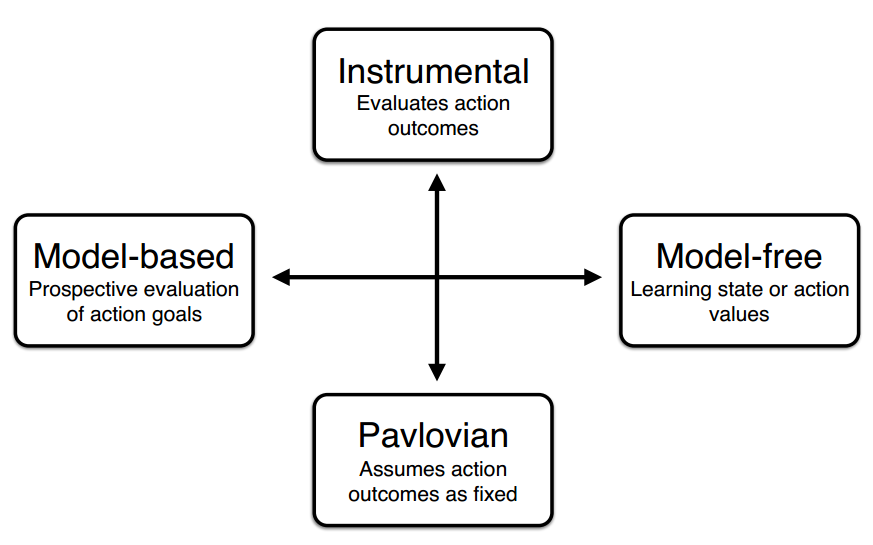 Instrumental
Evaluates action
outcomes
Model-based
Prospective evaluation
of action goals
Model-free
Learning state or action
values
Pavlovian
Assumes action
outcomes as fixed